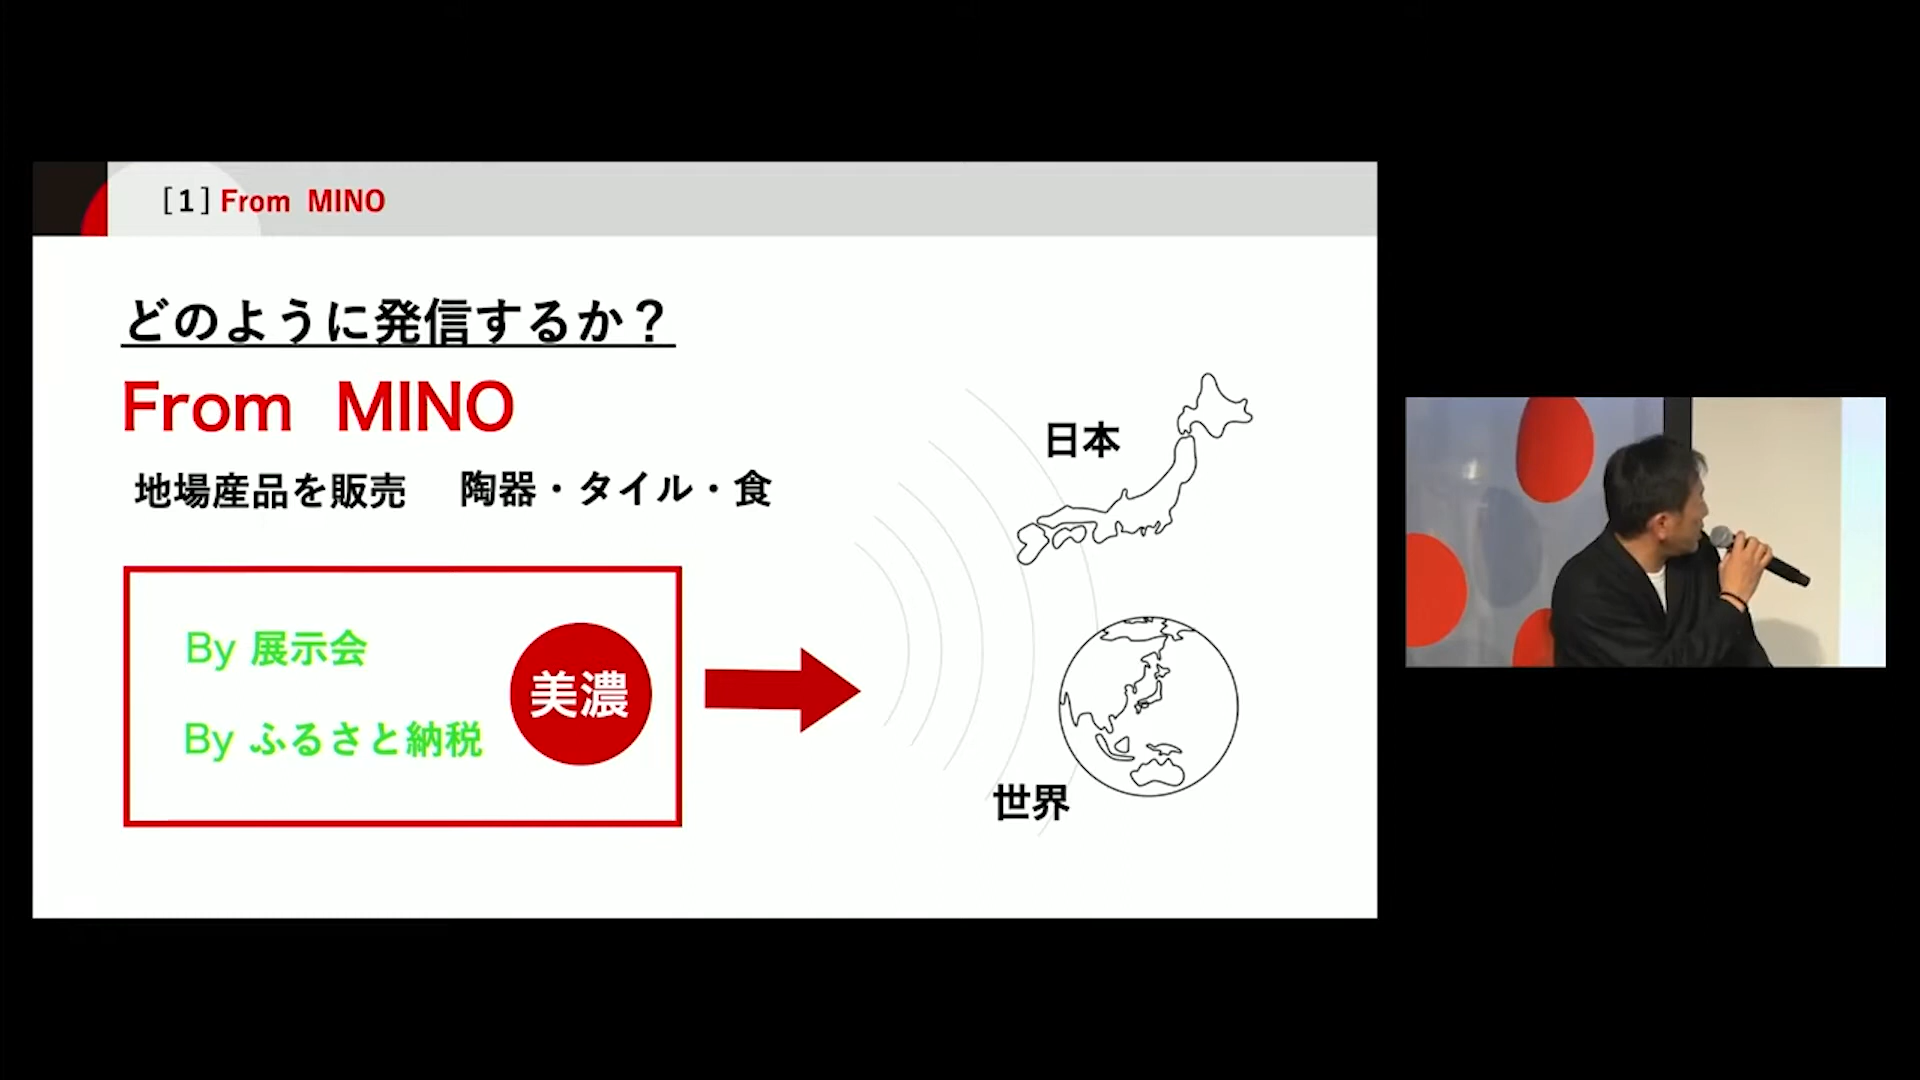 [1] From MINO
どのように発信するか？
From MINO
地場産品を販売 陶器・タイル・食
By 展示会
By ふるさと納税
美濃
日本
世界